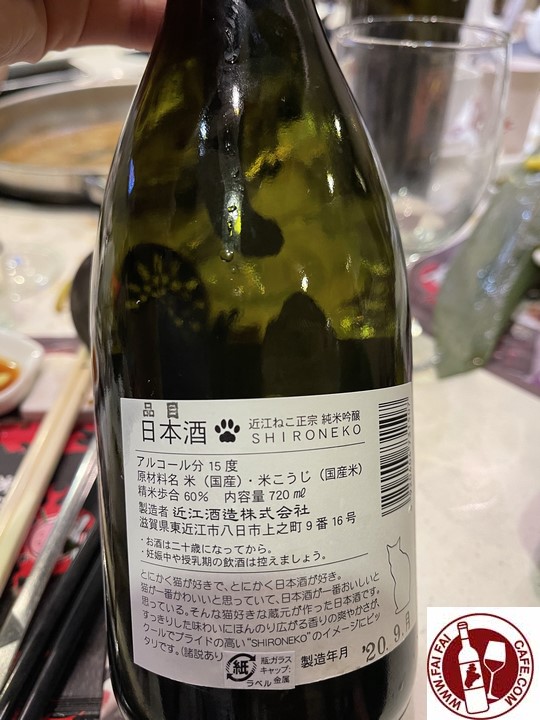 品目
日本酒
近江ねこ正宗 純米吟醸
SHIRONEKO
アルコール分 15 度
原材料名 米（国産）・米こうじ（国産米）
精米歩合 60％ 内容量 720 ㎖
製造者 近江酒造株式会社
滋賀県東近江市八日市上之町 9 番 16 号
・お酒は二十歳になってから。
・妊娠中や授乳期の飲酒は控えましょう。
とにかく猫が好きで、とにかく日本酒が好き。
猫が一番かわいいと思っていて、日本酒が一番おいしいと
思っている。そんな猫好きな蔵元が作った日本酒です。
すっきりした味わいにほんのり広がる香りの爽やかさが、
クールでプライドの高い"SHIRONEKO"のイメージにピッ
タリです。(諸説あり
紙
瓶:ガラス
キャップ:
ラベル 金属
製造年月 '20.9.月
WWW.FAIFAI
CAFE.COM